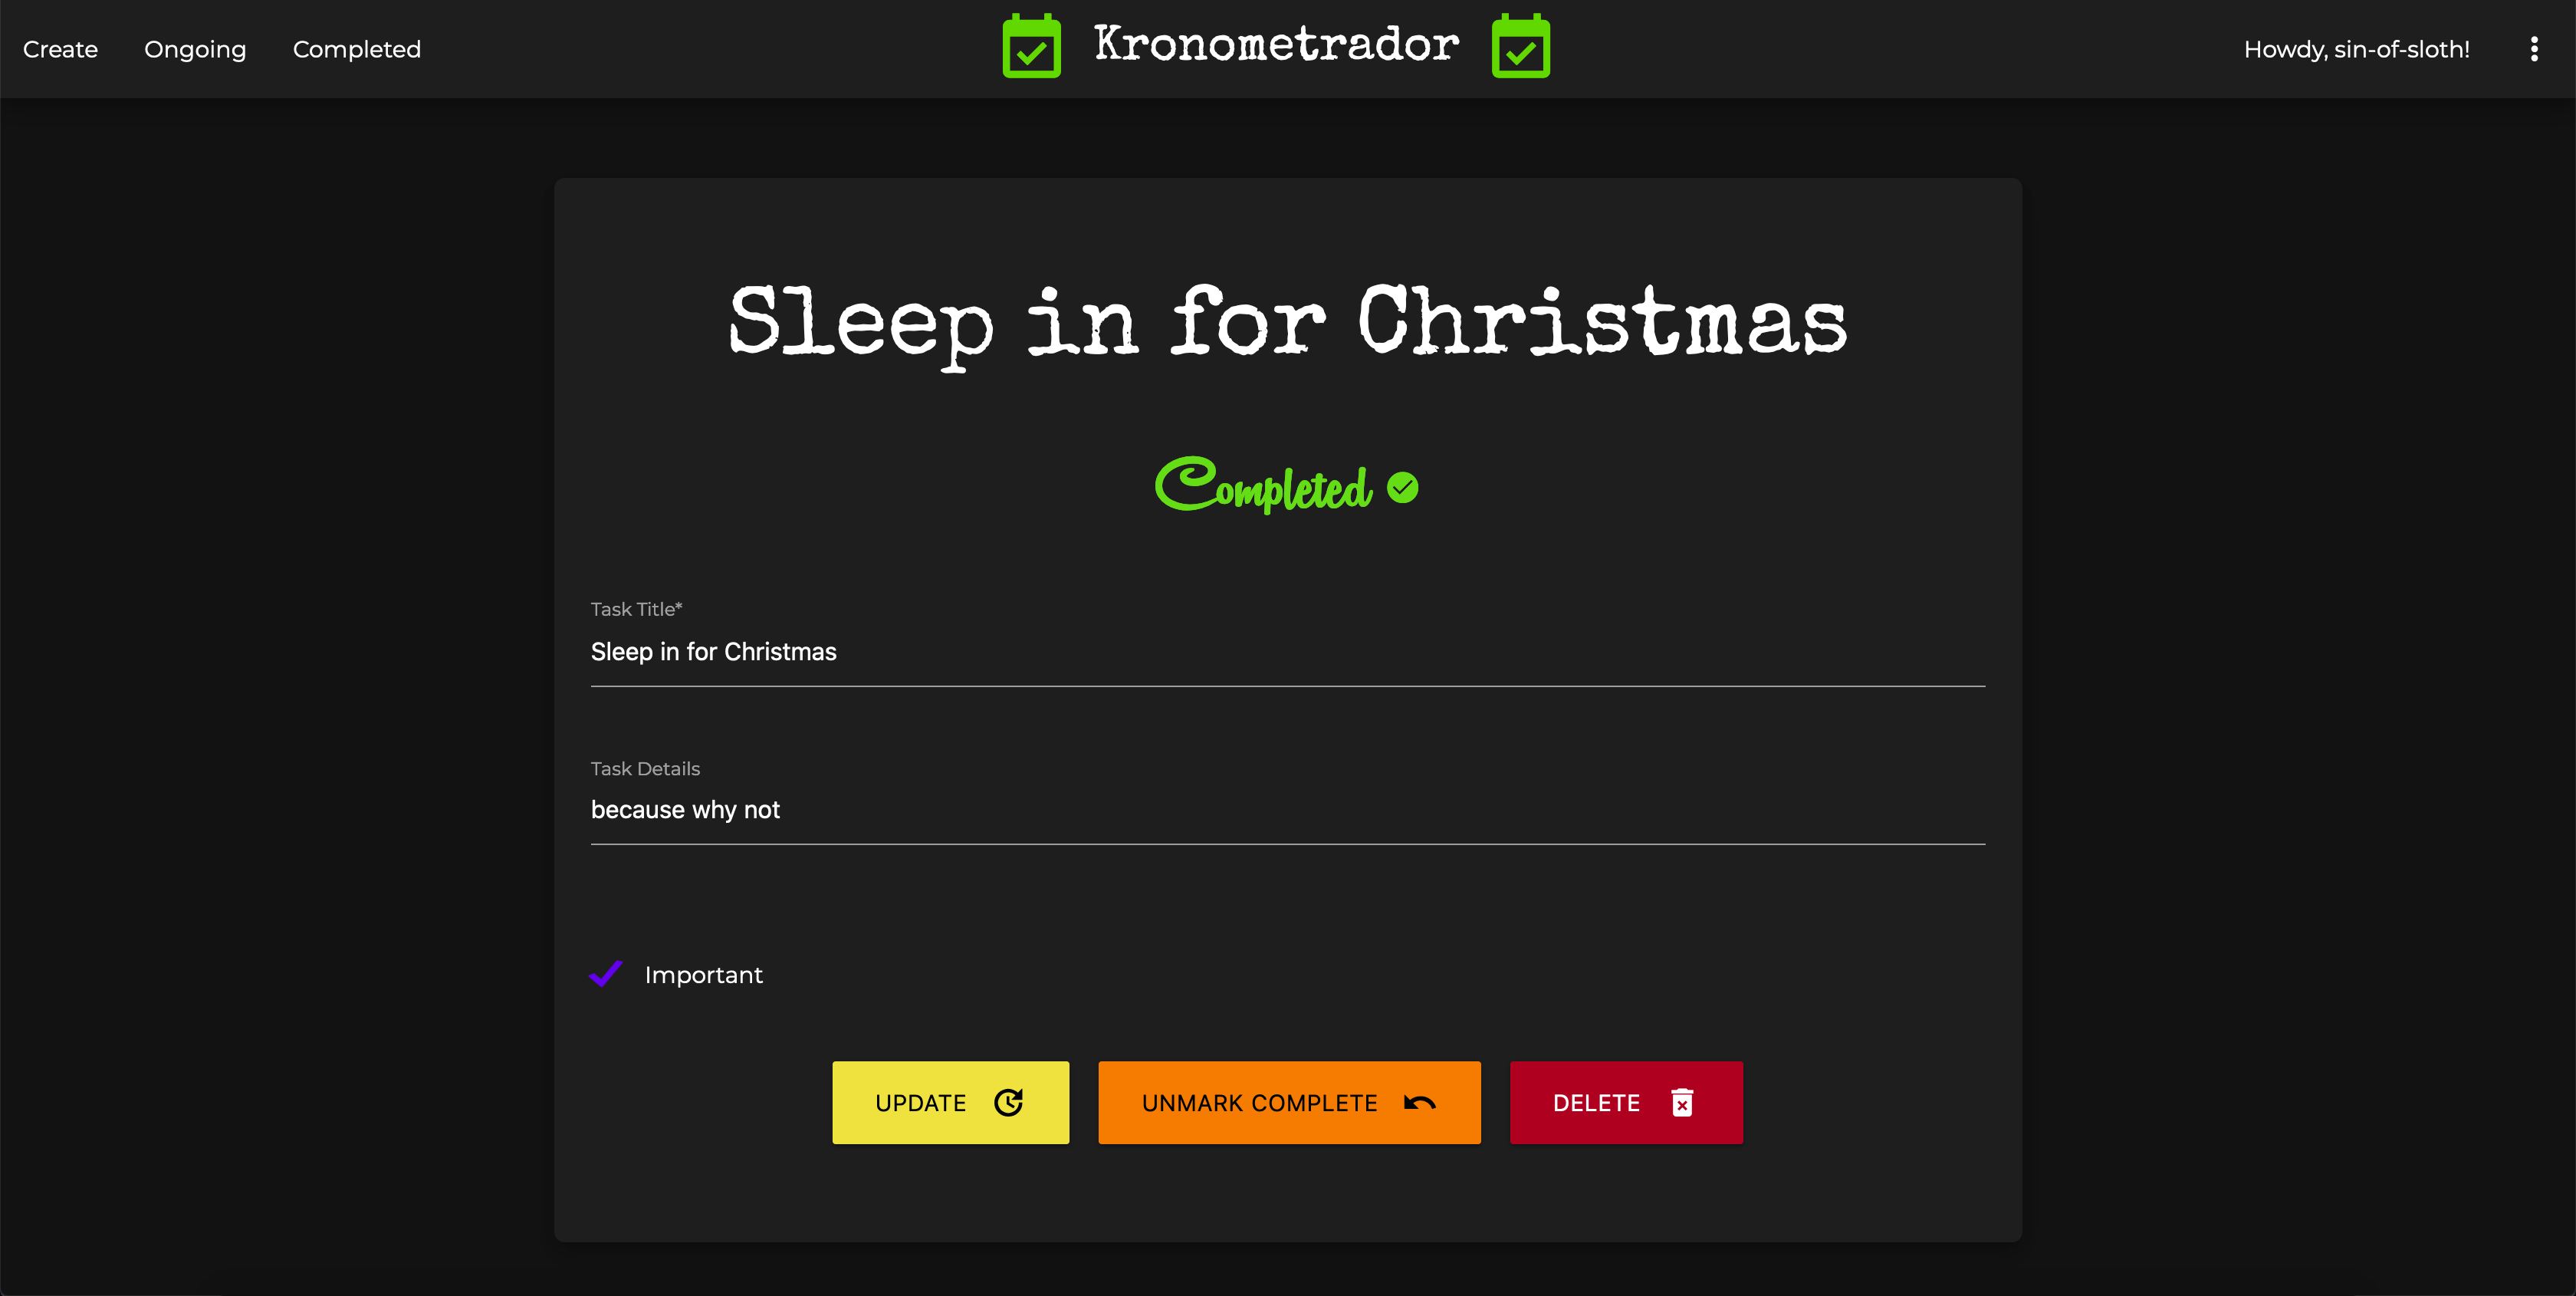 Create Ongoing Completed Kronometrador Howdy, sin-of-sloth!
Sleep in for Christmas
Completed
Task Title*
Sleep in for Christmas
Task Details
because why not
Important
UPDATE UNMARK COMPLETE DELETE